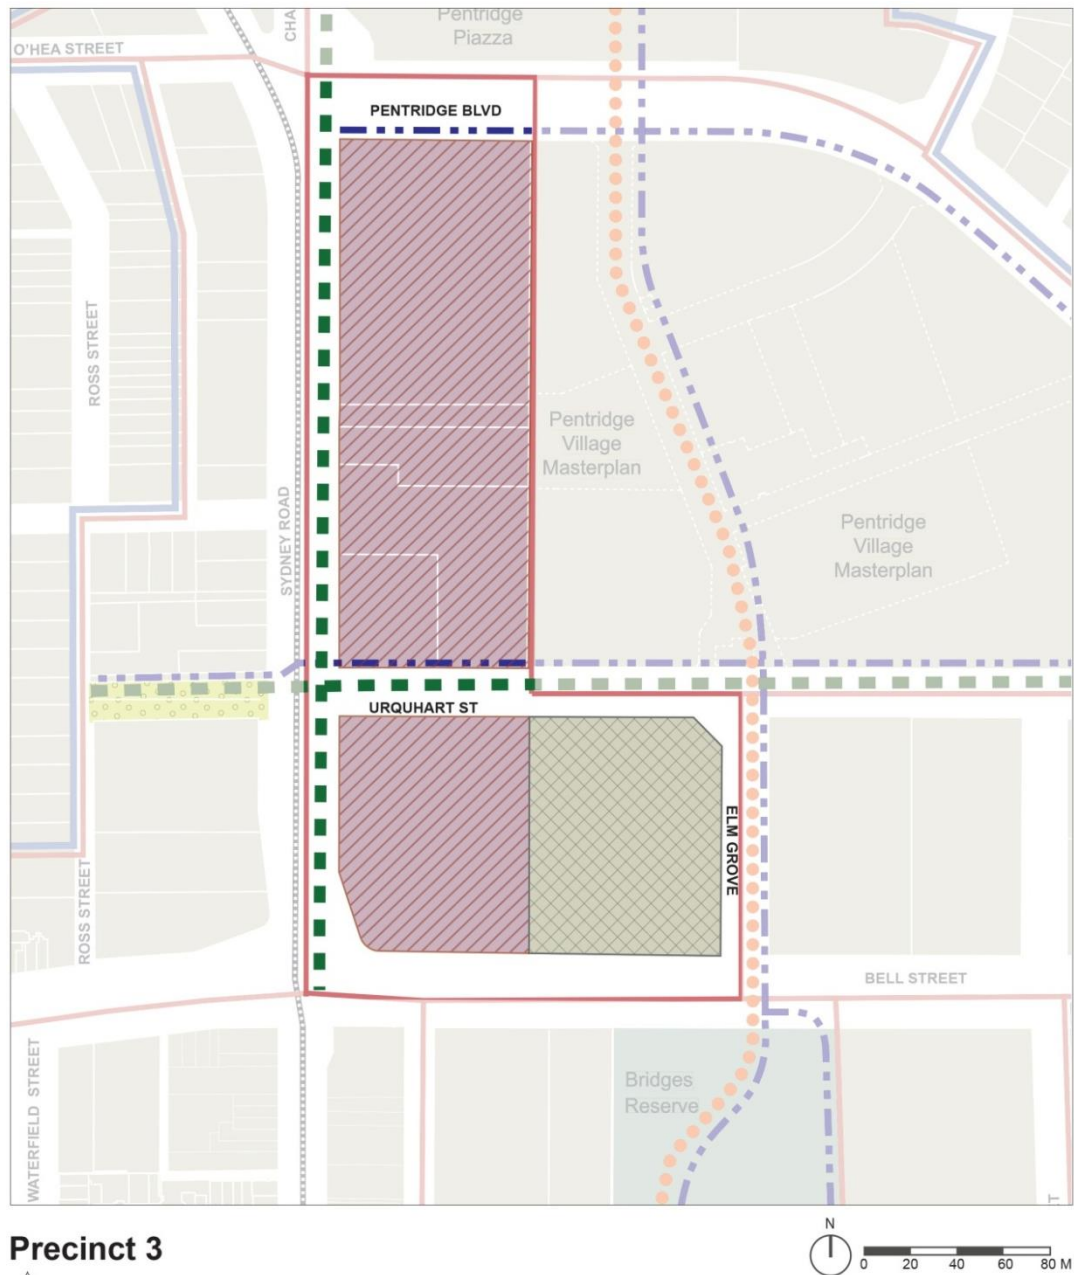 Pentridge
Piazza
CHA
O'HEA STREET
PENTRIDGE BLVD
ROSS STREET
Pentridge
Village
Masterplan
SYDNEY ROAD
Pentridge
Village
Masterplan
URQUHART ST
ELM GROVE
ROSS STREET
BELL STREET
WATERFIELD STREET
Bridges
Reserve
T
Precinct 3
N
0 20 40 60 80 M